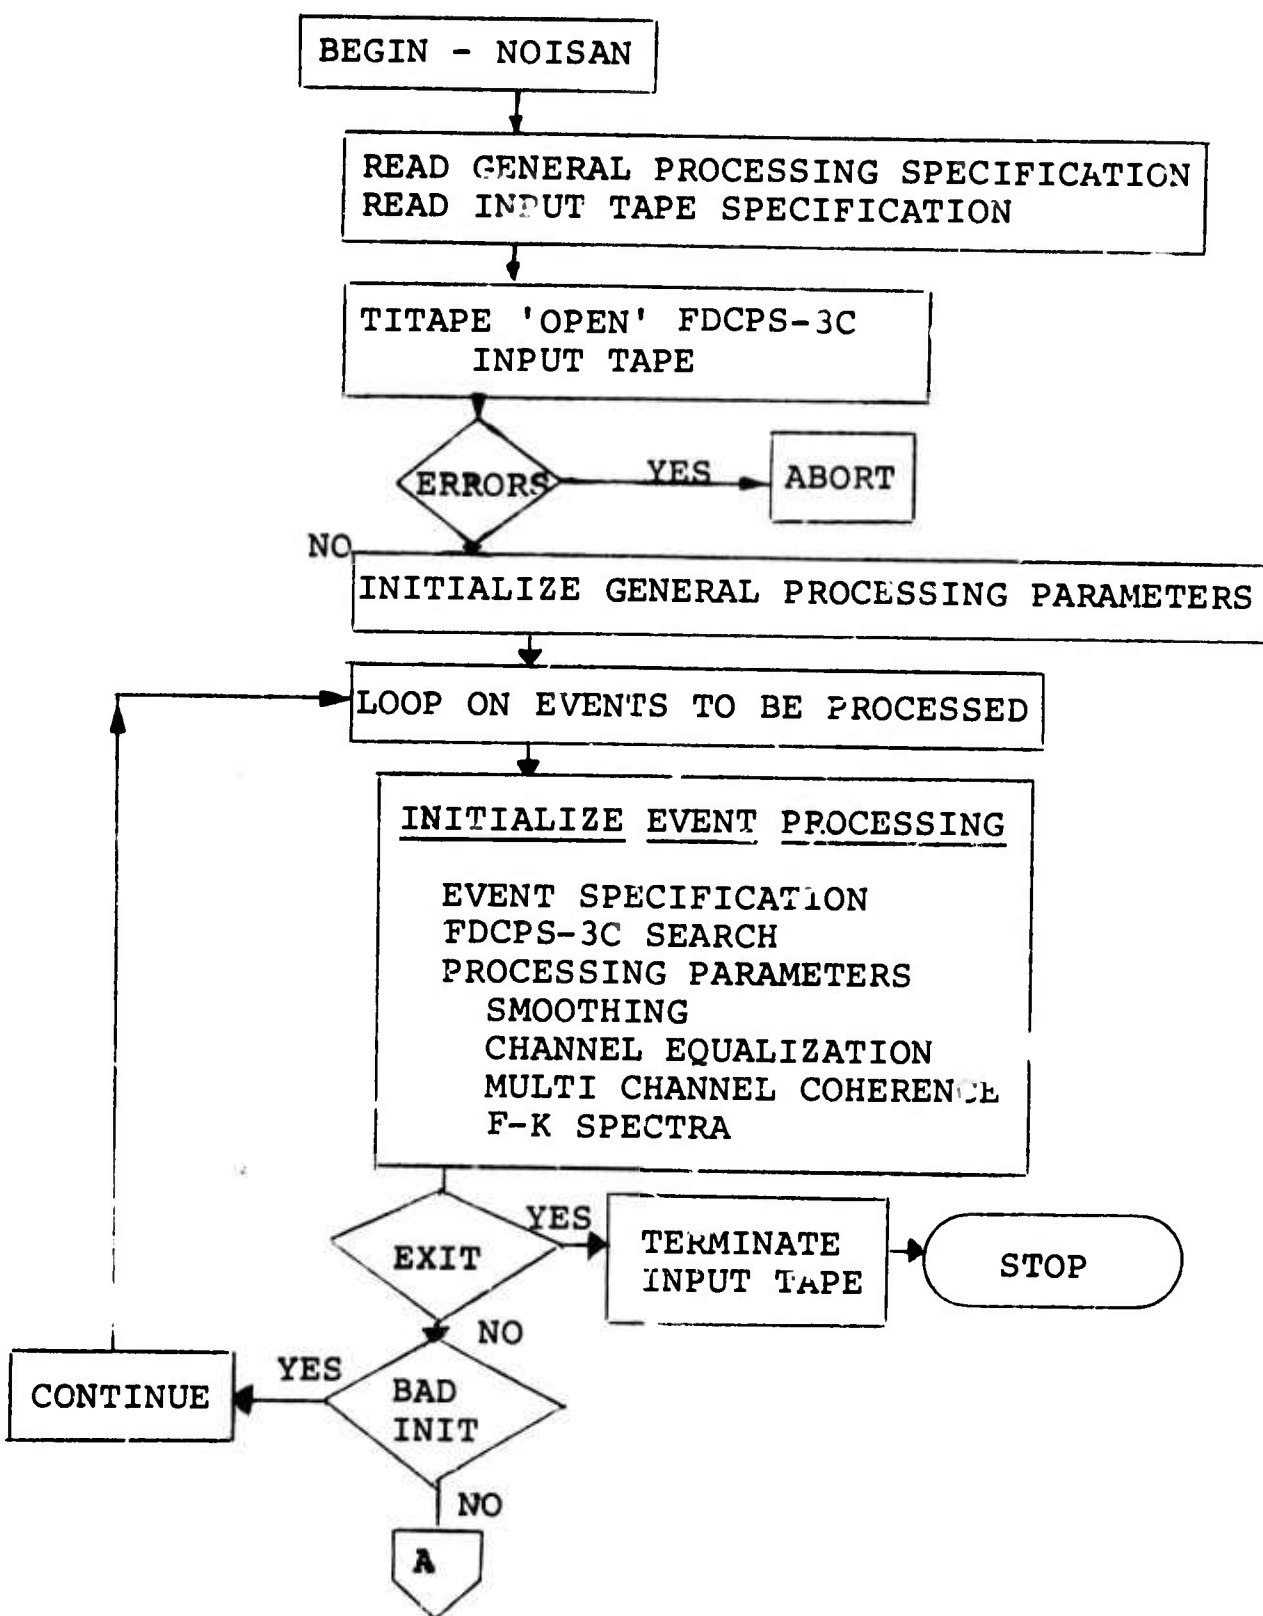 BEGIN - NOISAN
READ GENERAL PROCESSING SPECIFICATION
READ INPUT TAPE SPECIFICATION
TITAPE 'OPEN' FDCPS-3C
INPUT TAPE
ERRORS
YES
ABORT
NO
INITIALIZE GENERAL PROCESSING PARAMETERS
LOOP ON EVENTS TO BE PROCESSED
INITIALIZE EVENT PROCESSING
EVENT SPECIFICATION
FDCPS-3C SEARCH
PROCESSING PARAMETERS
SMOOTHING
CHANNEL EQUALIZATION
MULTI CHANNEL COHERENCE
F-K SPECTRA
EXIT
YES
TERMINATE
INPUT TAPE
STOP
NO
BAD
INIT
YES
CONTINUE
NO
A